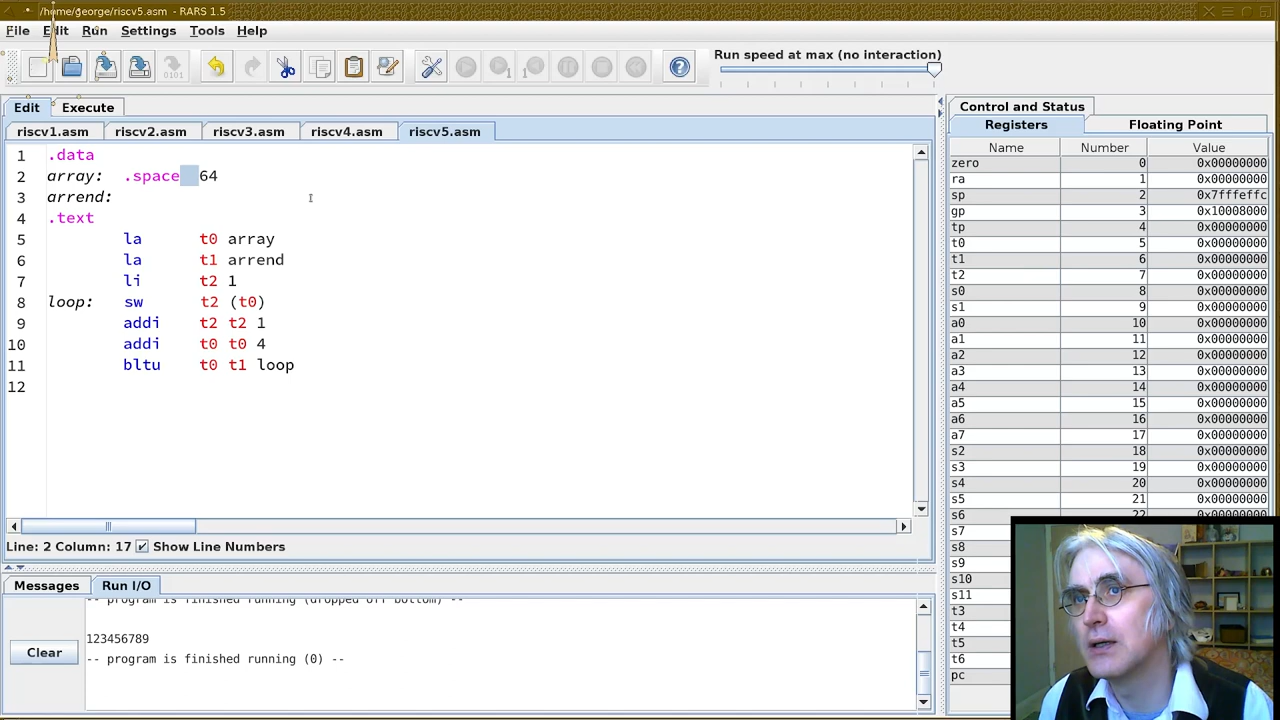 /home/george/riscv5.asm - RARS 1.5
File Edit Run Settings Tools Help
Run speed at max (no interaction)
Edit Execute
riscv1.asm riscv2.asm riscv3.asm riscv4.asm riscv5.asm
1 .data
2 array: .space 64
3 arrend:
4 .text
5 la t0 array
6 la t1 arrend
7 li t2 1
8 loop: sw t2 (t0)
9 addi t2 t2 1
10 addi t0 t0 4
11 bltu t0 t1 loop
12
Line: 2 Column: 17 Show Line Numbers
Messages Run I/O
-- program is finished running (dropped off bottom) --
123456789
-- program is finished running (0) --
Clear
Control and Status
Registers Floating Point
Name Number Value
zero 0 0x00000000
ra 1 0x00000000
sp 2 0x7fffeffc
gp 3 0x10008000
tp 4 0x00000000
t0 5 0x00000000
t1 6 0x00000000
t2 7 0x00000000
s0 8 0x00000000
s1 9 0x00000000
a0 10 0x00000000
a1 11 0x00000000
a2 12 0x00000000
a3 13 0x00000000
a4 14 0x00000000
a5 15 0x00000000
a6 16 0x00000000
a7 17 0x00000000
s2 18 0x00000000
s3 19 0x00000000
s4 20 0x00000000
s5 21 0x00000000
s6 22 0x00000000
s7
s8
s9
s10
s11
t3
t4
t5
t6
pc